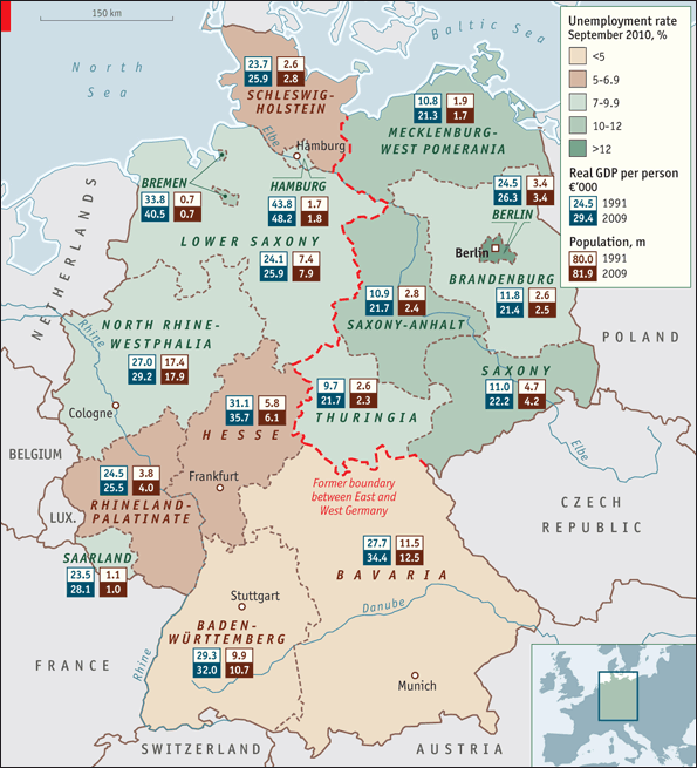 150 km
North
Sea
Baltic Sea
Unemployment rate
September 2010, %
<5
5-6.9
7-9.9
10-12
>12
Real GDP per person
€'000
24.5 1991
29.4 2009
Population, m
80.0 1991
81.9 2009
23.7 2.6
25.9 2.8
SCHLESWIG-
HOLSTEIN
10.8 1.9
21.3 1.7
MECKLENBURG-
WEST POMERANIA
Elbe
Hamburg
BREMEN
33.8 0.7
40.5 0.7
HAMBURG
43.8 1.7
48.2 1.8
24.5 3.4
26.3 3.4
BERLIN
Berlin
LOWER SAXONY
24.1 7.4
25.9 7.9
NETHERLANDS
BRANDENBURG
11.8 2.6
21.4 2.5
10.9 2.8
21.7 2.4
SAXONY-ANHALT
POLAND
Rhine
NORTH RHINE-
WESTPHALIA
27.0 17.4
29.2 17.9
Cologne
SAXONY
11.0 4.7
22.2 4.2
9.7 2.6
21.7 2.3
THURINGIA
31.1 5.8
35.7 6.1
HESSE
Elbe
BELGIUM
Frankfurt
24.5 3.8
25.5 4.0
RHINELAND-
PALATINATE
Former boundary
between East and
West Germany
CZECH
REPUBLIC
LUX.
SAARLAND
23.5 1.1
28.1 1.0
27.7 11.5
34.4 12.5
BAVARIA
Stuttgart
Danube
BADEN-
WÜRTTEMBERG
29.3 9.9
32.0 10.7
FRANCE
Rhine
Munich
SWITZERLAND
AUSTRIA